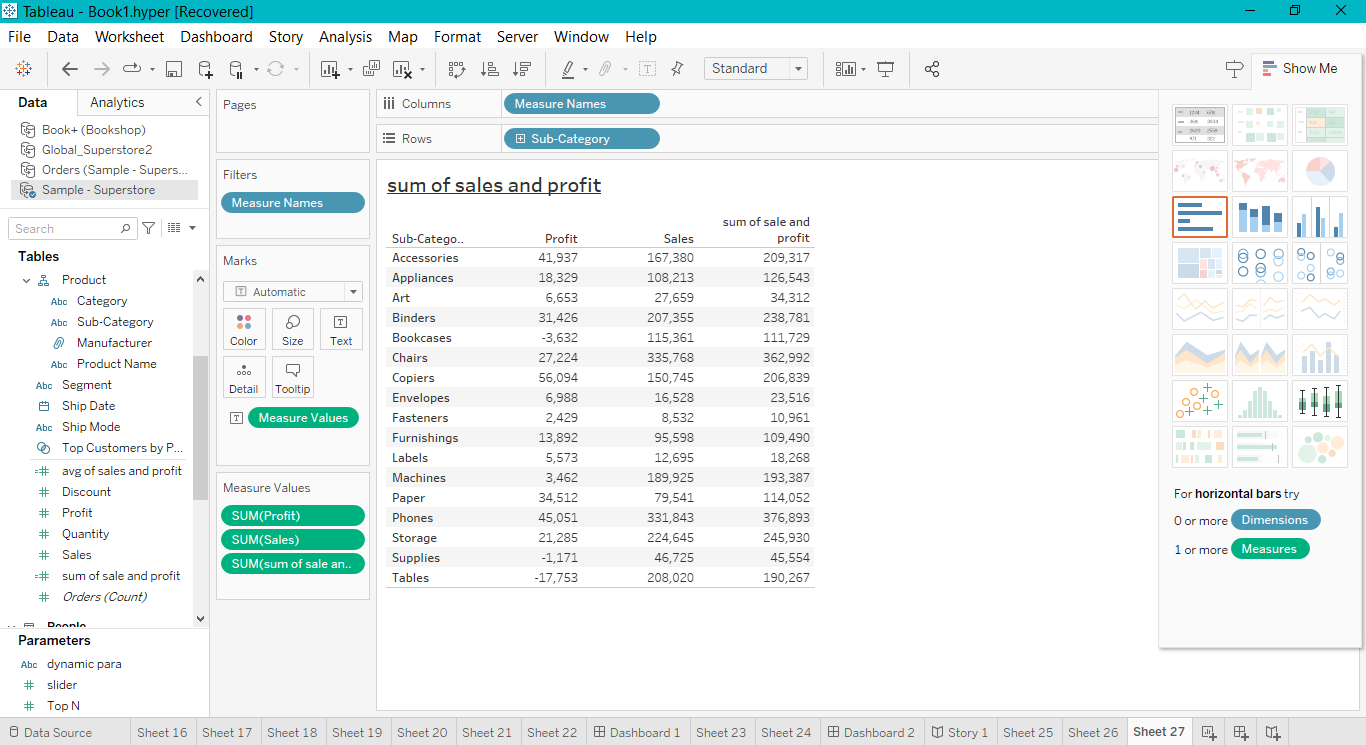 Tableau - Book1.hyper [Recovered]
File Data Worksheet Dashboard Story Analysis Map Format Server Window Help
Standard
Show Me
Data Analytics
Book+ (Bookshop)
Global_Superstore2
Orders (Sample - Supers...
Sample - Superstore
Search
Tables
Product
Abc Category
Abc Sub-Category
Manufacturer
Abc Product Name
Abc Segment
Ship Date
Abc Ship Mode
Top Customers by P...
avg of sales and profit
Discount
Profit
Quantity
Sales
sum of sale and profit
Orders (Count)
People
Parameters
Abc dynamic para
slider
Top N
Pages
Filters
Measure Names
Marks
Automatic
Color Size Text
Detail Tooltip
Measure Values
Measure Values
SUM(Profit)
SUM(Sales)
SUM(sum of sale an..
Columns Measure Names
Rows Sub-Category
sum of sales and profit
sum of sale and
Sub-Catego.. Profit Sales profit
Accessories 41,937 167,380 209,317
Appliances 18,329 108,213 126,543
Art 6,653 27,659 34,312
Binders 31,426 207,355 238,781
Bookcases -3,632 115,361 111,729
Chairs 27,224 335,768 362,992
Copiers 56,094 150,745 206,839
Envelopes 6,988 16,528 23,516
Fasteners 2,429 8,532 10,961
Furnishings 13,892 95,598 109,490
Labels 5,573 12,695 18,268
Machines 3,462 189,925 193,387
Paper 34,512 79,541 114,052
Phones 45,051 331,843 376,893
Storage 21,285 224,645 245,930
Supplies -1,171 46,725 45,554
Tables -17,753 208,020 190,267
For horizontal bars try
0 or more Dimensions
1 or more Measures
Data Source Sheet 16 Sheet 17 Sheet 18 Sheet 19 Sheet 20 Sheet 21 Sheet 22 Dashboard 1 Sheet 23 Sheet 24 Dashboard 2 Story 1 Sheet 25 Sheet 26 Sheet 27